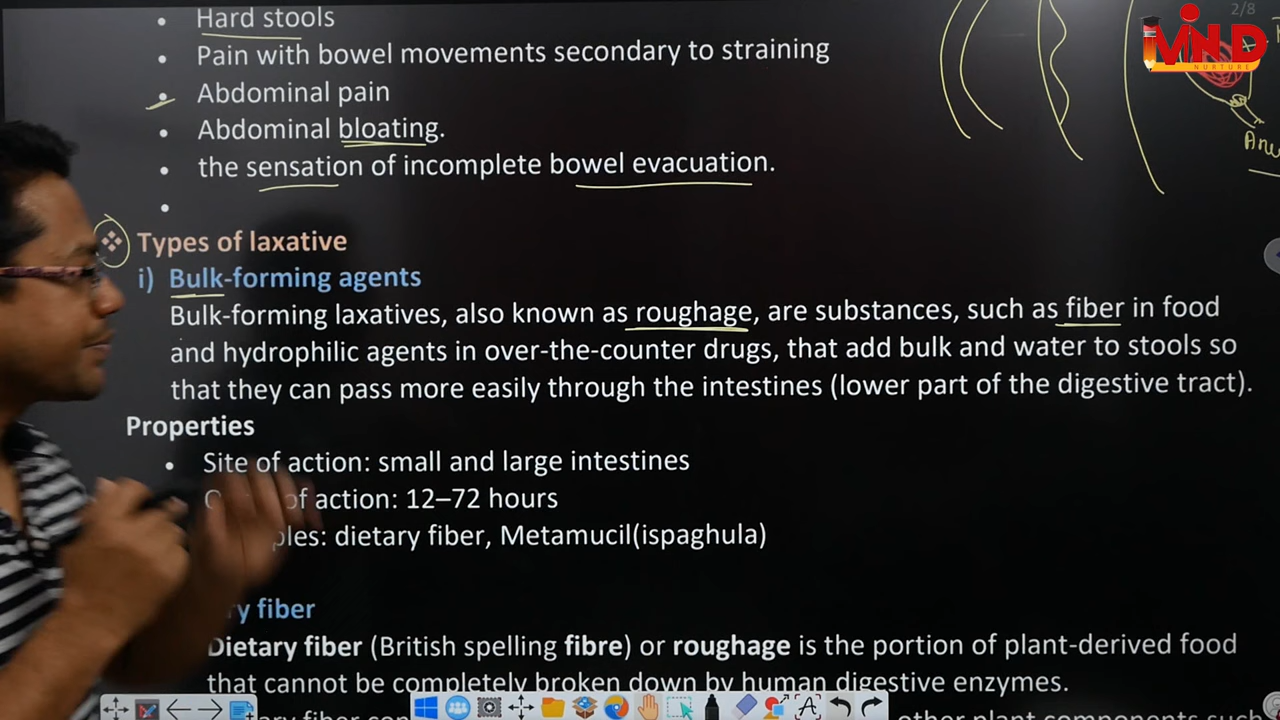 2/8
MIND
NURTURE
• Hard stools
• Pain with bowel movements secondary to straining
• Abdominal pain
• Abdominal bloating.
• the sensation of incomplete bowel evacuation.
•
❖ Types of laxative
i) Bulk-forming agents
Bulk-forming laxatives, also known as roughage, are substances, such as fiber in food
and hydrophilic agents in over-the-counter drugs, that add bulk and water to stools so
that they can pass more easily through the intestines (lower part of the digestive tract).
Properties
• Site of action: small and large intestines
of action: 12–72 hours
ples: dietary fiber, Metamucil(ispaghula)
ry fiber
Dietary fiber (British spelling fibre) or roughage is the portion of plant-derived food
that cannot be completely broken down by human digestive enzymes.